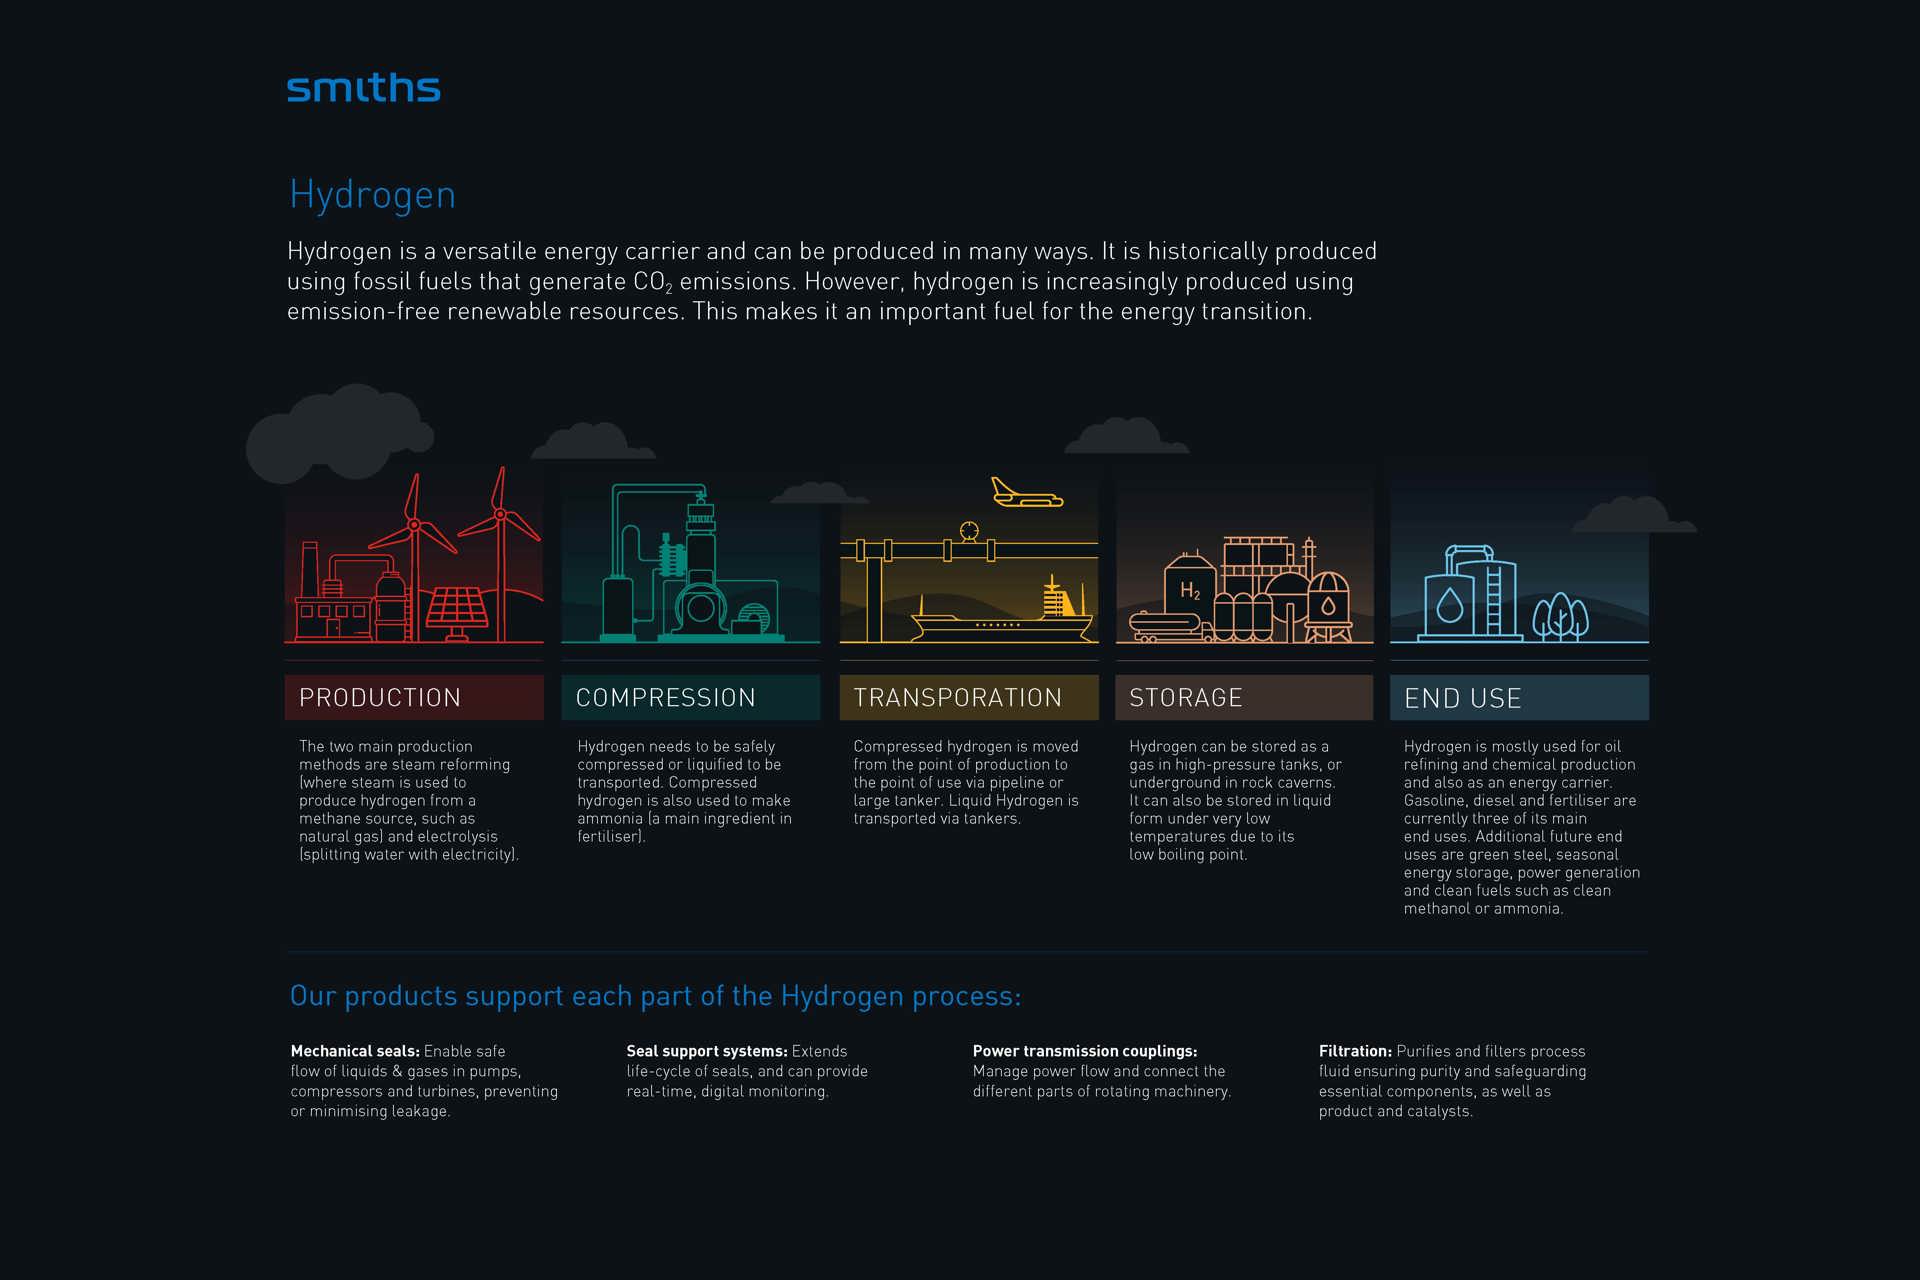 smiths
Hydrogen
Hydrogen is a versatile energy carrier and can be produced in many ways. It is historically produced
using fossil fuels that generate CO₂ emissions. However, hydrogen is increasingly produced using
emission-free renewable resources. This makes it an important fuel for the energy transition.
H₂
PRODUCTION
The two main production
methods are steam reforming
(where steam is used to
produce hydrogen from a
methane source, such as
natural gas) and electrolysis
(splitting water with electricity).
COMPRESSION
Hydrogen needs to be safely
compressed or liquified to be
transported. Compressed
hydrogen is also used to make
ammonia (a main ingredient in
fertiliser).
TRANSPORATION
Compressed hydrogen is moved
from the point of production to
the point of use via pipeline or
large tanker. Liquid Hydrogen is
transported via tankers.
STORAGE
Hydrogen can be stored as a
gas in high-pressure tanks, or
underground in rock caverns.
It can also be stored in liquid
form under very low
temperatures due to its
low boiling point.
END USE
Hydrogen is mostly used for oil
refining and chemical production
and also as an energy carrier.
Gasoline, diesel and fertiliser are
currently three of its main
end uses. Additional future end
uses are green steel, seasonal
energy storage, power generation
and clean fuels such as clean
methanol or ammonia.
Our products support each part of the Hydrogen process:
Mechanical seals: Enable safe
flow of liquids & gases in pumps,
compressors and turbines, preventing
or minimising leakage.
Seal support systems: Extends
life-cycle of seals, and can provide
real-time, digital monitoring.
Power transmission couplings:
Manage power flow and connect the
different parts of rotating machinery.
Filtration: Purifies and filters process
fluid ensuring purity and safeguarding
essential components, as well as
product and catalysts.